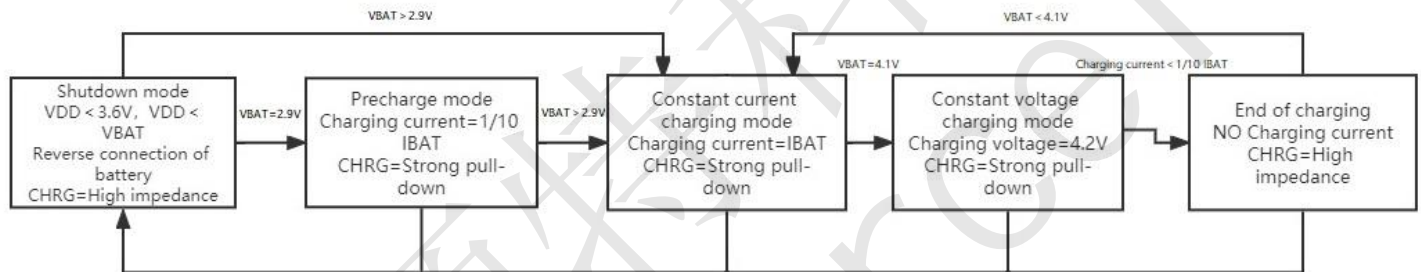 VBAT > 2.9V
VBAT < 4.1V
Shutdown mode
VDD < 3.6V, VDD <
VBAT
Reverse connection of
battery
CHRG=High impedance
VBAT=2.9V
Precharge mode
Charging current=1/10
IBAT
CHRG=Strong pull-
down
VBAT > 2.9V
Constant current
charging mode
Charging current=IBAT
CHRG=Strong pull-
down
VBAT=4.1V
Constant voltage
charging mode
Charging voltage=4.2V
CHRG=Strong pull-
down
Charging current < 1/10 IBAT
End of charging
NO Charging current
CHRG=High
impedance